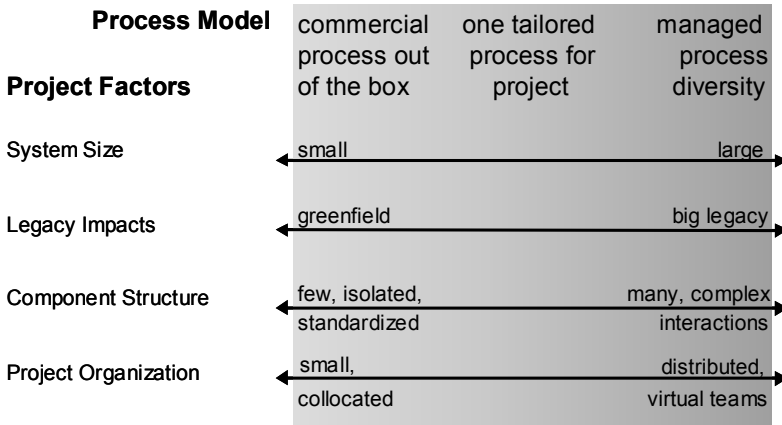 Process Model
commercial
process out
of the box
one tailored
process for
project
managed
process
diversity
Project Factors
System Size
small
large
Legacy Impacts
greenfield
big legacy
Component Structure
few, isolated,
standardized
many, complex
interactions
Project Organization
small,
collocated
distributed,
virtual teams